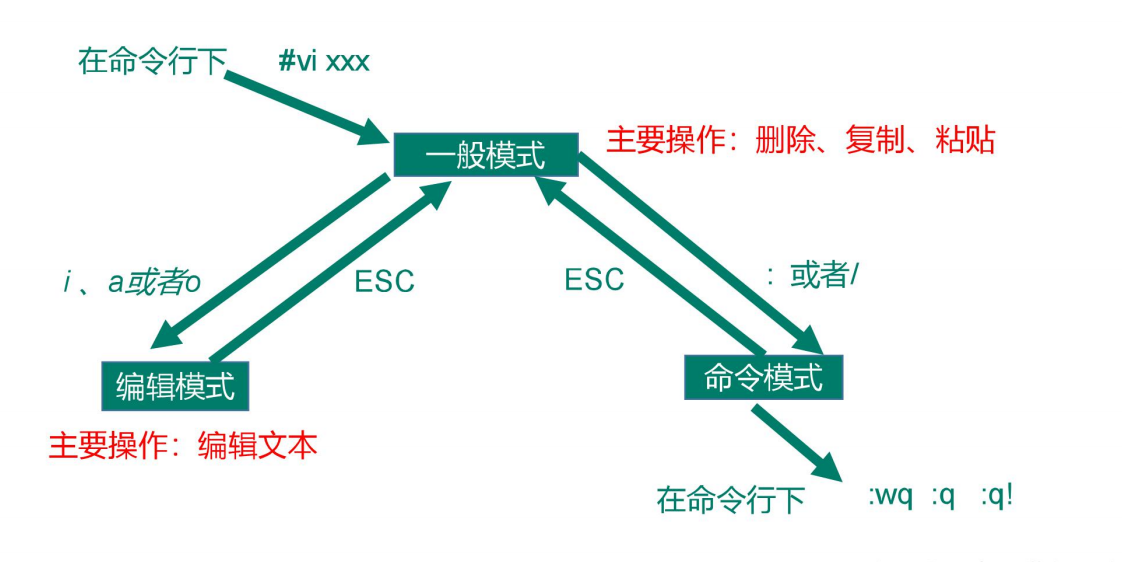 在命令行下 #vi xxx
一般模式
主要操作：删除、复制、粘贴
i 、a或者o
ESC
ESC
: 或者/
编辑模式
命令模式
主要操作：编辑文本
在命令行下 :wq :q :q!